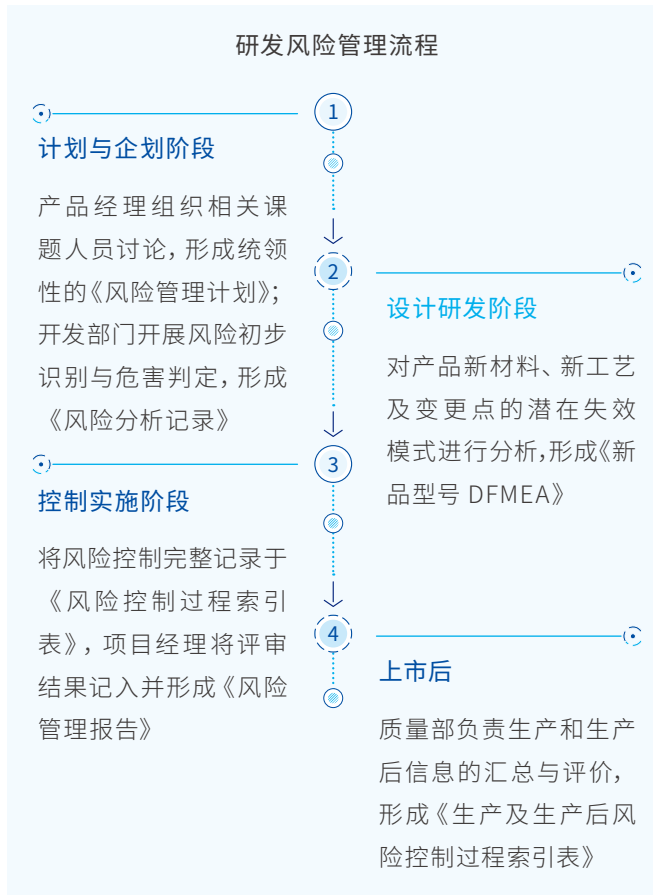 研发风险管理流程
1
计划与企划阶段
产品经理组织相关课
题人员讨论，形成统领
性的《风险管理计划》；
开发部门开展风险初步
识别与危害判定，形成
《风险分析记录》
2
设计研发阶段
对产品新材料、新工艺
及变更点的潜在失效
模式进行分析，形成《新
品型号 DFMEA》
3
控制实施阶段
将风险控制完整记录于
《风险控制过程索引
表》，项目经理将评审
结果记入并形成《风险
管理报告》
4
上市后
质量部负责生产和生产
后信息的汇总与评价，
形成《生产及生产后风
险控制过程索引表》